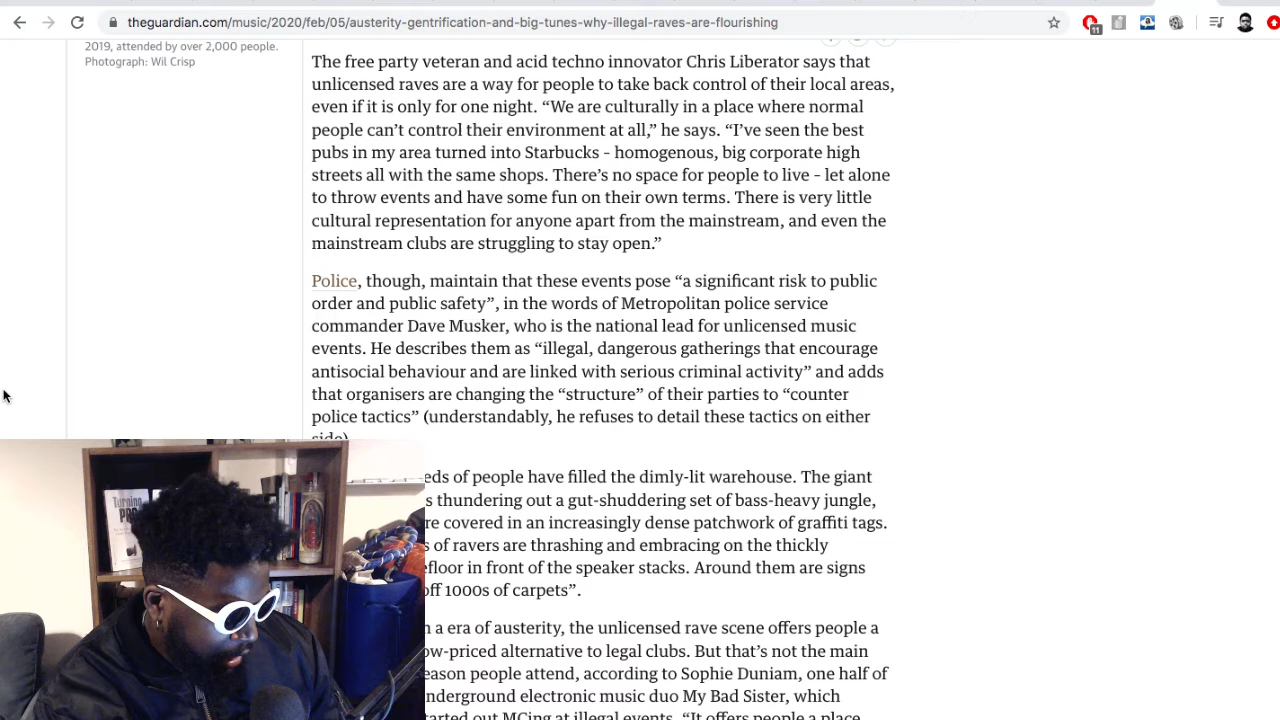 theguardian.com/music/2020/feb/05/austerity-gentrification-and-big-tunes-why-illegal-raves-are-flourishing
11
2019, attended by over 2,000 people.
Photograph: Wil Crisp
The free party veteran and acid techno innovator Chris Liberator says that
unlicensed raves are a way for people to take back control of their local areas,
even if it is only for one night. “We are culturally in a place where normal
people can’t control their environment at all,” he says. “I’ve seen the best
pubs in my area turned into Starbucks – homogenous, big corporate high
streets all with the same shops. There’s no space for people to live – let alone
to throw events and have some fun on their own terms. There is very little
cultural representation for anyone apart from the mainstream, and even the
mainstream clubs are struggling to stay open.”
Police, though, maintain that these events pose “a significant risk to public
order and public safety”, in the words of Metropolitan police service
commander Dave Musker, who is the national lead for unlicensed music
events. He describes them as “illegal, dangerous gatherings that encourage
antisocial behaviour and are linked with serious criminal activity” and adds
that organisers are changing the “structure” of their parties to “counter
police tactics” (understandably, he refuses to detail these tactics on either
side).
eds of people have filled the dimly-lit warehouse. The giant
s thundering out a gut-shuddering set of bass-heavy jungle,
re covered in an increasingly dense patchwork of graffiti tags.
s of ravers are thrashing and embracing on the thickly
efloor in front of the speaker stacks. Around them are signs
off 1000s of carpets”.
n a era of austerity, the unlicensed rave scene offers people a
ow-priced alternative to legal clubs. But that’s not the main
eason people attend, according to Sophie Duniam, one half of
nderground electronic music duo My Bad Sister, which
tarted out MCing at illegal events. “It offers people a place
Turning
PRO